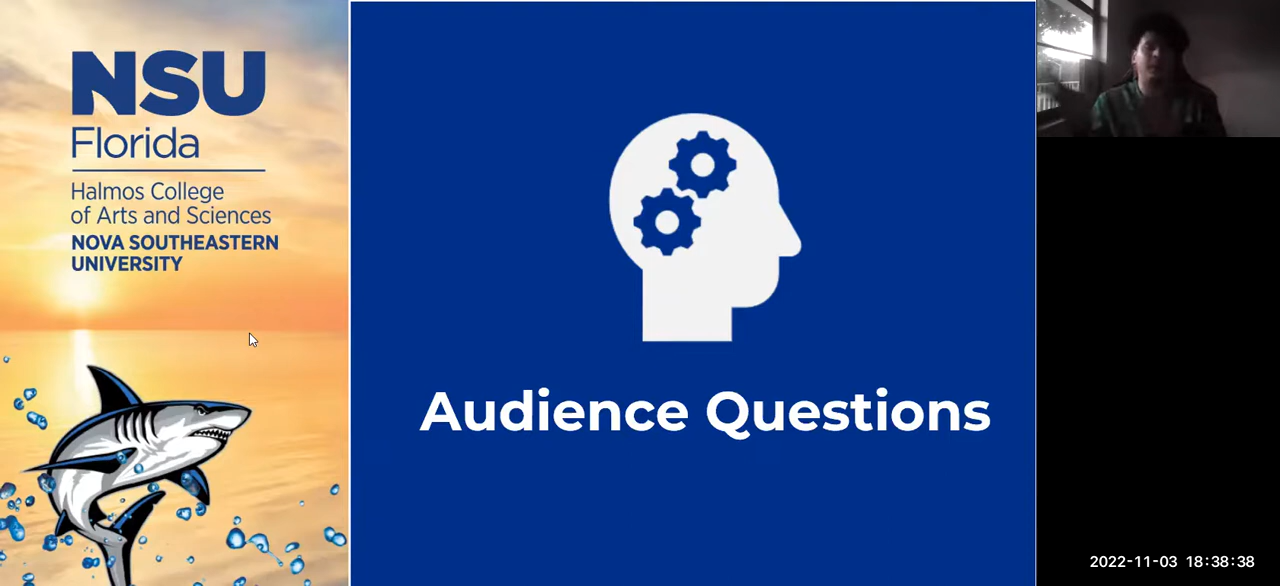 NSU
Florida
Halmos College
of Arts and Sciences
NOVA SOUTHEASTERN
UNIVERSITY
Audience Questions
2022-11-03 18:38:38